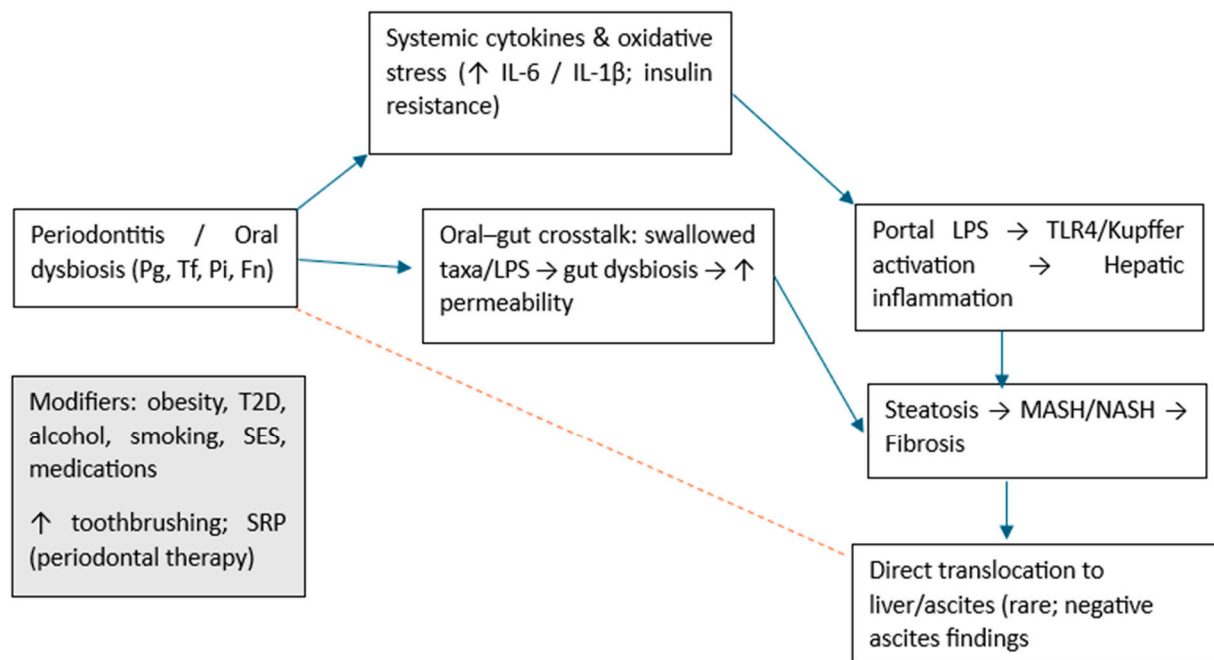 Systemic cytokines & oxidative
stress (↑ IL-6 / IL-1β; insulin
resistance)
Periodontitis / Oral
dysbiosis (Pg, Tf, Pi, Fn)
Oral–gut crosstalk: swallowed
taxa/LPS → gut dysbiosis → ↑
permeability
Portal LPS → TLR4/Kupffer
activation → Hepatic
inflammation
Modifiers: obesity, T2D,
alcohol, smoking, SES,
medications
↑ toothbrushing; SRP
(periodontal therapy)
Steatosis → MASH/NASH →
Fibrosis
Direct translocation to
liver/ascites (rare; negative
ascites findings